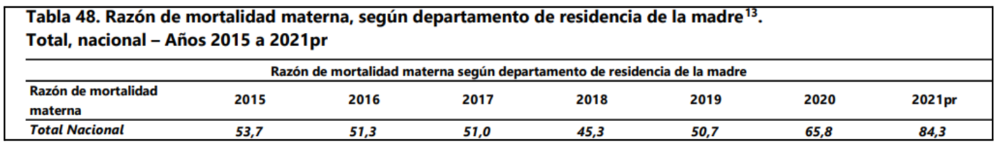 Tabla 48. Razón de mortalidad materna, según departamento de residencia de la madre¹³.
Total, nacional – Años 2015 a 2021pr
Razón de mortalidad materna según departamento de residencia de la madre
Razón de mortalidad materna 2015 2016 2017 2018 2019 2020 2021pr
Total Nacional 53,7 51,3 51,0 45,3 50,7 65,8 84,3